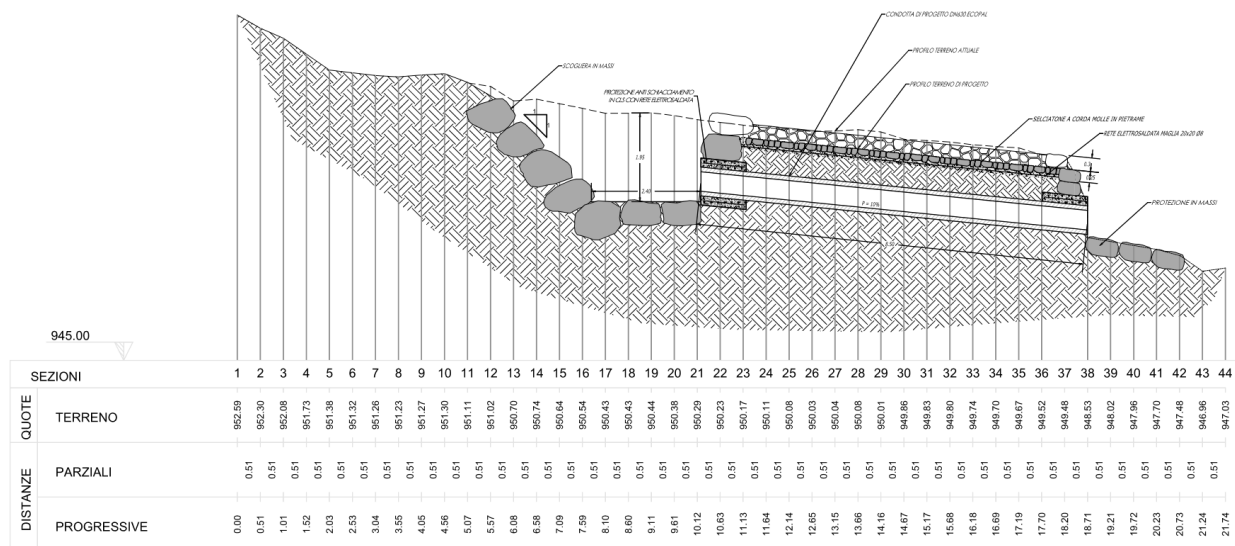 CONDOTTA DI PROGETTO DN630 ECOPAL
PROFILO TERRENO ATTUALE
SCOGLIERA IN MASSI
PROFILO TERRENO DI PROGETTO
PROTEZIONE ANTI SCHIACCIAMENTO
IN CLS CON RETE ELETTROSALDATA
SELCIATONE A CORDA MOLLE IN PIETRAME
RETE ELETTROSALDATA MAGLIA 20x20 Ø8
1.95
2.40
P = 10%
8.50
PROTEZIONE IN MASSI
945.00
SEZIONI 1 2 3 4 5 6 7 8 9 10 11 12 13 14 15 16 17 18 19 20 21 22 23 24 25 26 27 28 29 30 31 32 33 34 35 36 37 38 39 40 41 42 43 44
QUOTE
TERRENO 952.59 952.30 952.08 951.73 951.38 951.32 951.26 951.23 951.27 951.30 951.11 951.02 950.70 950.74 950.64 950.54 950.43 950.43 950.44 950.38 950.29 950.23 950.17 950.11 950.08 950.03 950.04 950.08 950.01 949.86 949.83 949.80 949.74 949.70 949.67 949.52 949.48 948.53 948.02 947.96 947.70 947.48 946.96 947.03
DISTANZE
PARZIALI 0.51 0.51 0.51 0.51 0.51 0.51 0.51 0.51 0.51 0.51 0.51 0.51 0.51 0.51 0.51 0.51 0.51 0.51 0.51 0.51 0.51 0.51 0.51 0.51 0.51 0.51 0.51 0.51 0.51 0.51 0.51 0.51 0.51 0.51 0.51 0.51 0.51 0.51 0.51 0.51 0.51 0.51 0.51
PROGRESSIVE 0.00 0.51 1.01 1.52 2.03 2.53 3.04 3.55 4.05 4.56 5.07 5.57 6.08 6.58 7.09 7.59 8.10 8.60 9.11 9.61 10.12 10.63 11.13 11.64 12.14 12.65 13.15 13.66 14.16 14.67 15.17 15.68 16.18 16.69 17.19 17.70 18.20 18.71 19.21 19.72 20.23 20.73 21.24 21.74